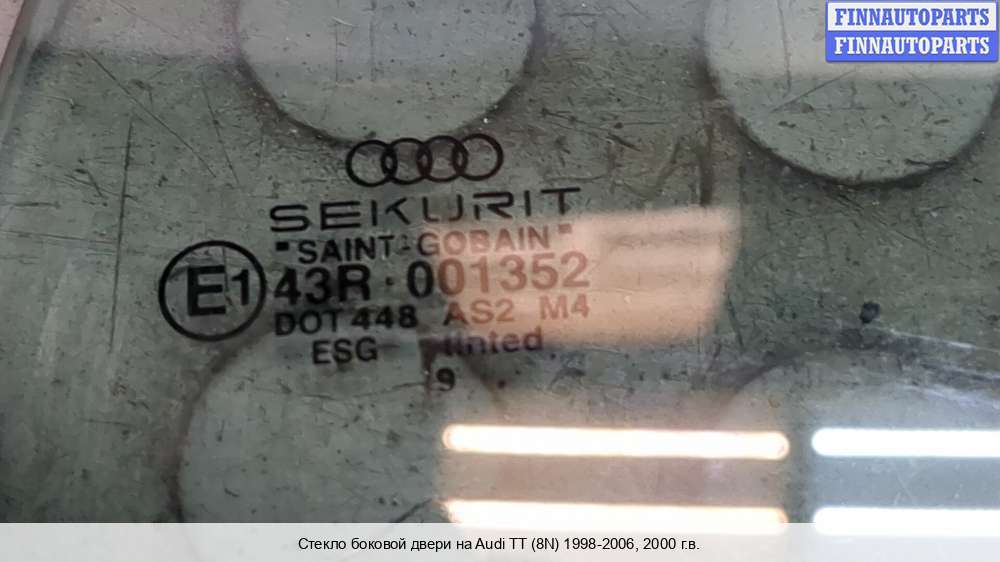 FINNAUTOPARTS
FINNAUTOPARTS
SEKURIT
"SAINT-GOBAIN"
E1 43R·001352
DOT 448 AS2 M4
ESG tinted
9 .
Стекло боковой двери на Audi TT (8N) 1998-2006, 2000 г.в.